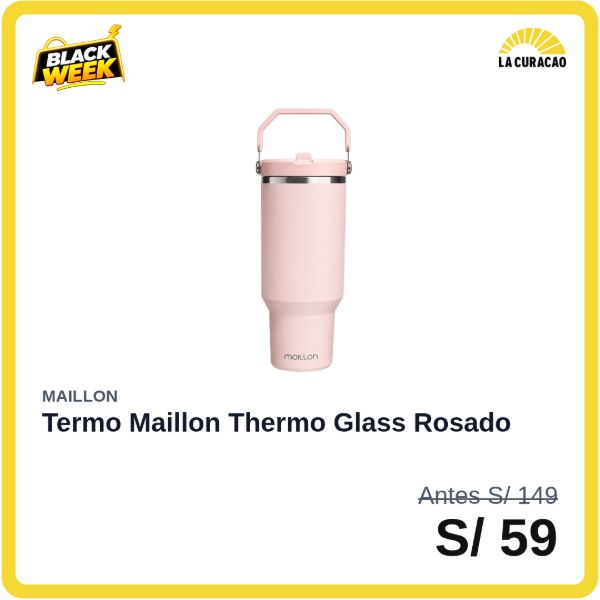 BLACK
WEEK
LA CURACAO
maillon
MAILLON
Termo Maillon Thermo Glass Rosado
Antes S/ 149
S/ 59